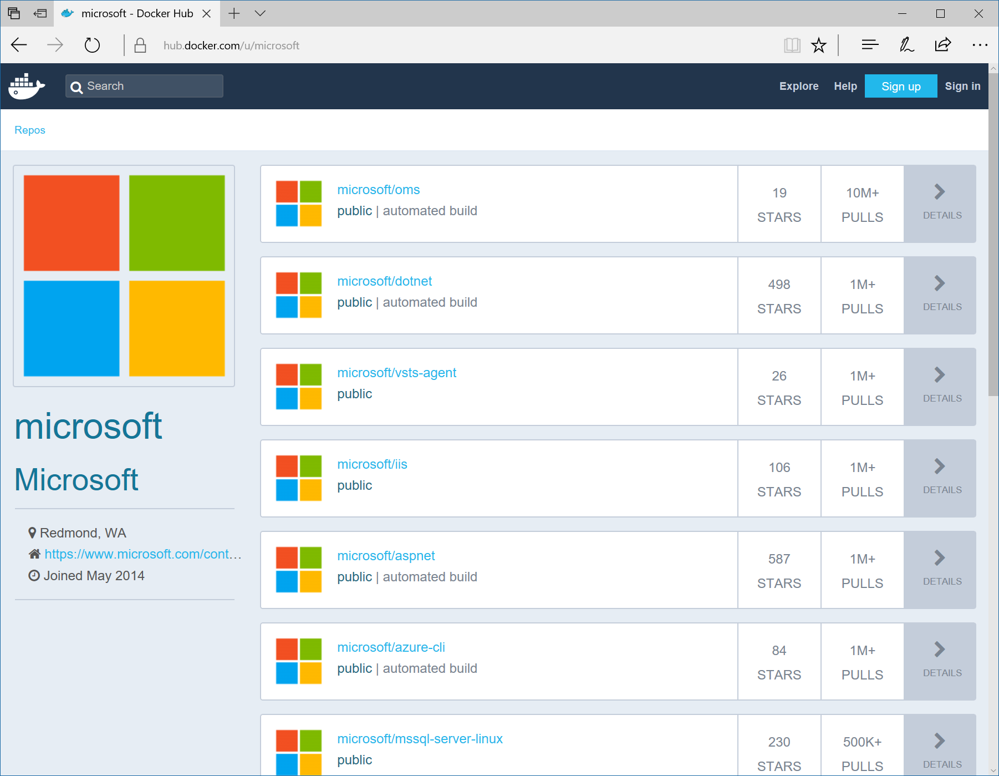 microsoft - Docker Hub
hub.docker.com/u/microsoft
Search
Explore Help Sign up Sign in
Repos
microsoft
Microsoft
Redmond, WA
https://www.microsoft.com/cont...
Joined May 2014
microsoft/oms
public | automated build
19
STARS
10M+
PULLS
DETAILS
microsoft/dotnet
public | automated build
498
STARS
1M+
PULLS
DETAILS
microsoft/vsts-agent
public
26
STARS
1M+
PULLS
DETAILS
microsoft/iis
public
106
STARS
1M+
PULLS
DETAILS
microsoft/aspnet
public | automated build
587
STARS
1M+
PULLS
DETAILS
microsoft/azure-cli
public | automated build
84
STARS
1M+
PULLS
DETAILS
microsoft/mssql-server-linux
public
230
STARS
500K+
PULLS
DETAILS